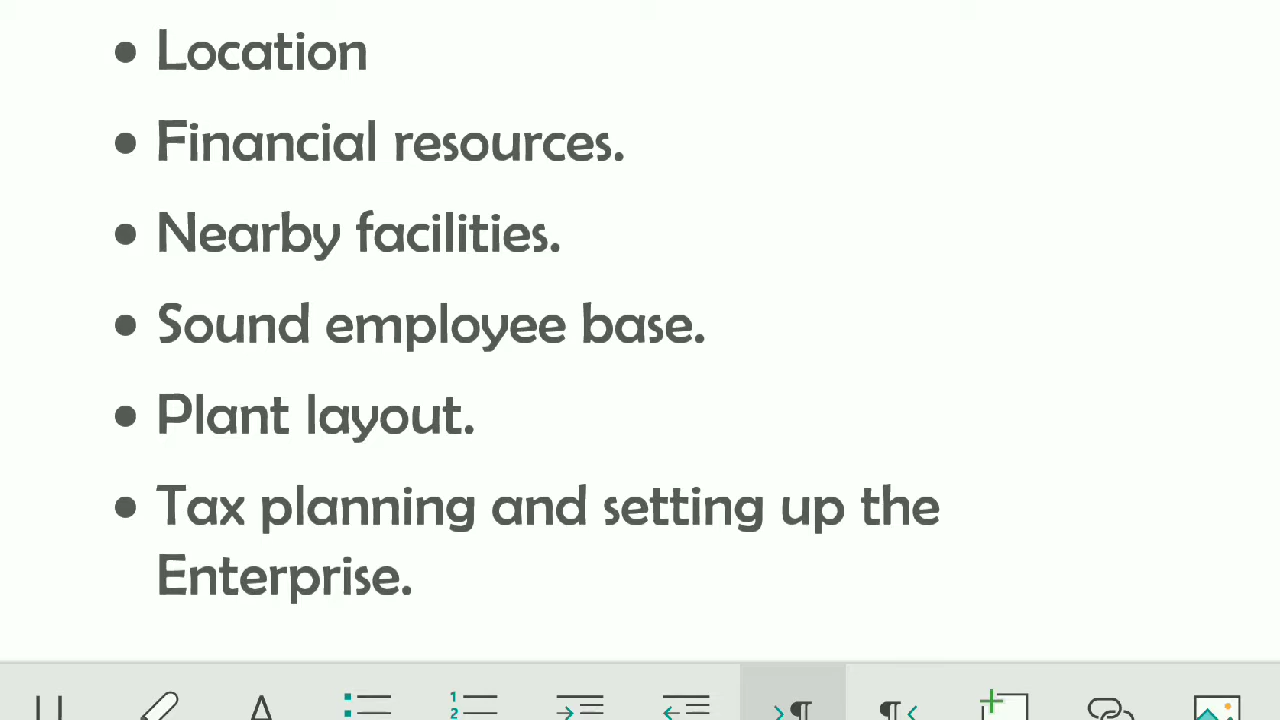 • Location
• Financial resources.
• Nearby facilities.
• Sound employee base.
• Plant layout.
• Tax planning and setting up the
Enterprise.